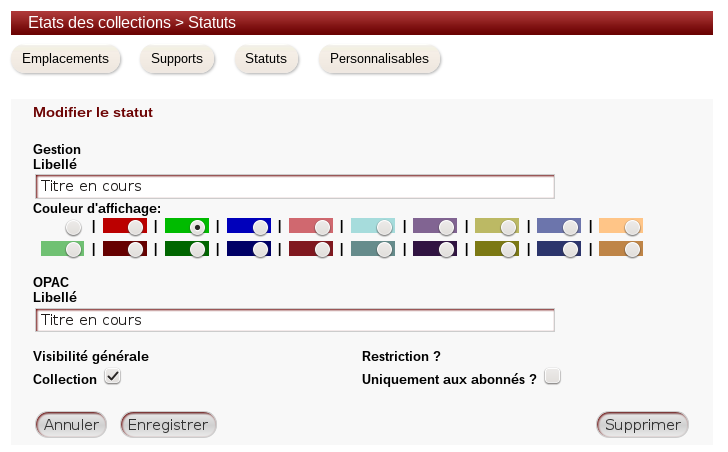 Etats des collections > Statuts
Emplacements Supports Statuts Personnalisables
Modifier le statut
Gestion
Libellé
Titre en cours
Couleur d'affichage:
| | | | | | | | |
| | | | | | | | |
OPAC
Libellé
Titre en cours
Visibilité générale Restriction ?
Collection Uniquement aux abonnés ?
Annuler Enregistrer Supprimer